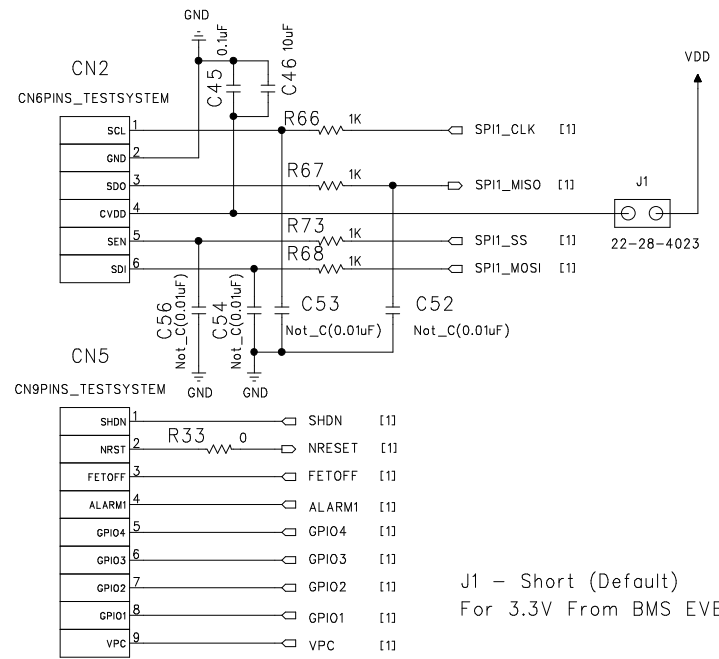 GND
0.1uF
10uF
C45
C46
VDD
CN2
CN6PINS_TESTSYSTEM
SCL 1 R66 1K SPI1_CLK [1]
GND 2
SDO 3 R67 1K SPI1_MISO [1]
CVDD 4
J1
22-28-4023
SEN 5 R73 1K SPI1_SS [1]
SDI 6 R68 1K SPI1_MOSI [1]
C56
Not_C(0.01uF)
C54
Not_C(0.01uF)
C53
Not_C(0.01uF)
C52
Not_C(0.01uF)
GND
GND
CN5
CN9PINS_TESTSYSTEM
SHDN 1 SHDN [1]
NRST 2 R33 0 NRESET [1]
FETOFF 3 FETOFF [1]
ALARM1 4 ALARM1 [1]
GPIO4 5 GPIO4 [1]
GPIO3 6 GPIO3 [1]
GPIO2 7 GPIO2 [1]
GPIO1 8 GPIO1 [1]
VPC 9 VPC [1]
J1 - Short (Default)
For 3.3V From BMS EVB